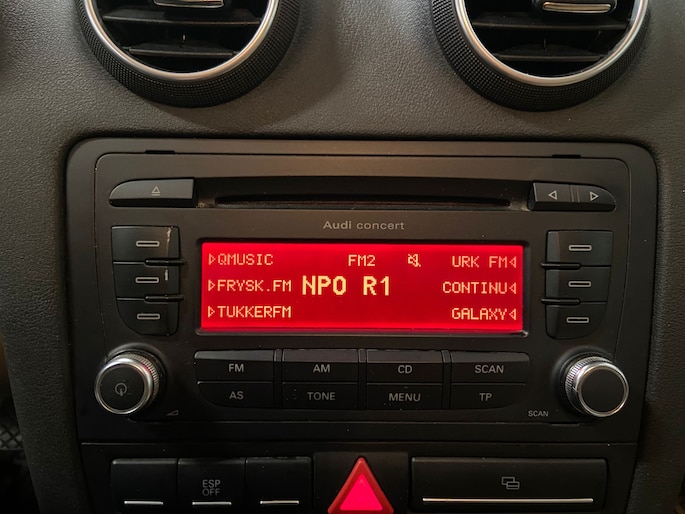 Audi concert
QMUSIC FM2 URK FM
FRYSK.FM NPO R1 CONTINU
TUKKERFM GALAXY
FM AM CD SCAN
AS TONE MENU TP
SCAN
ESP
OFF